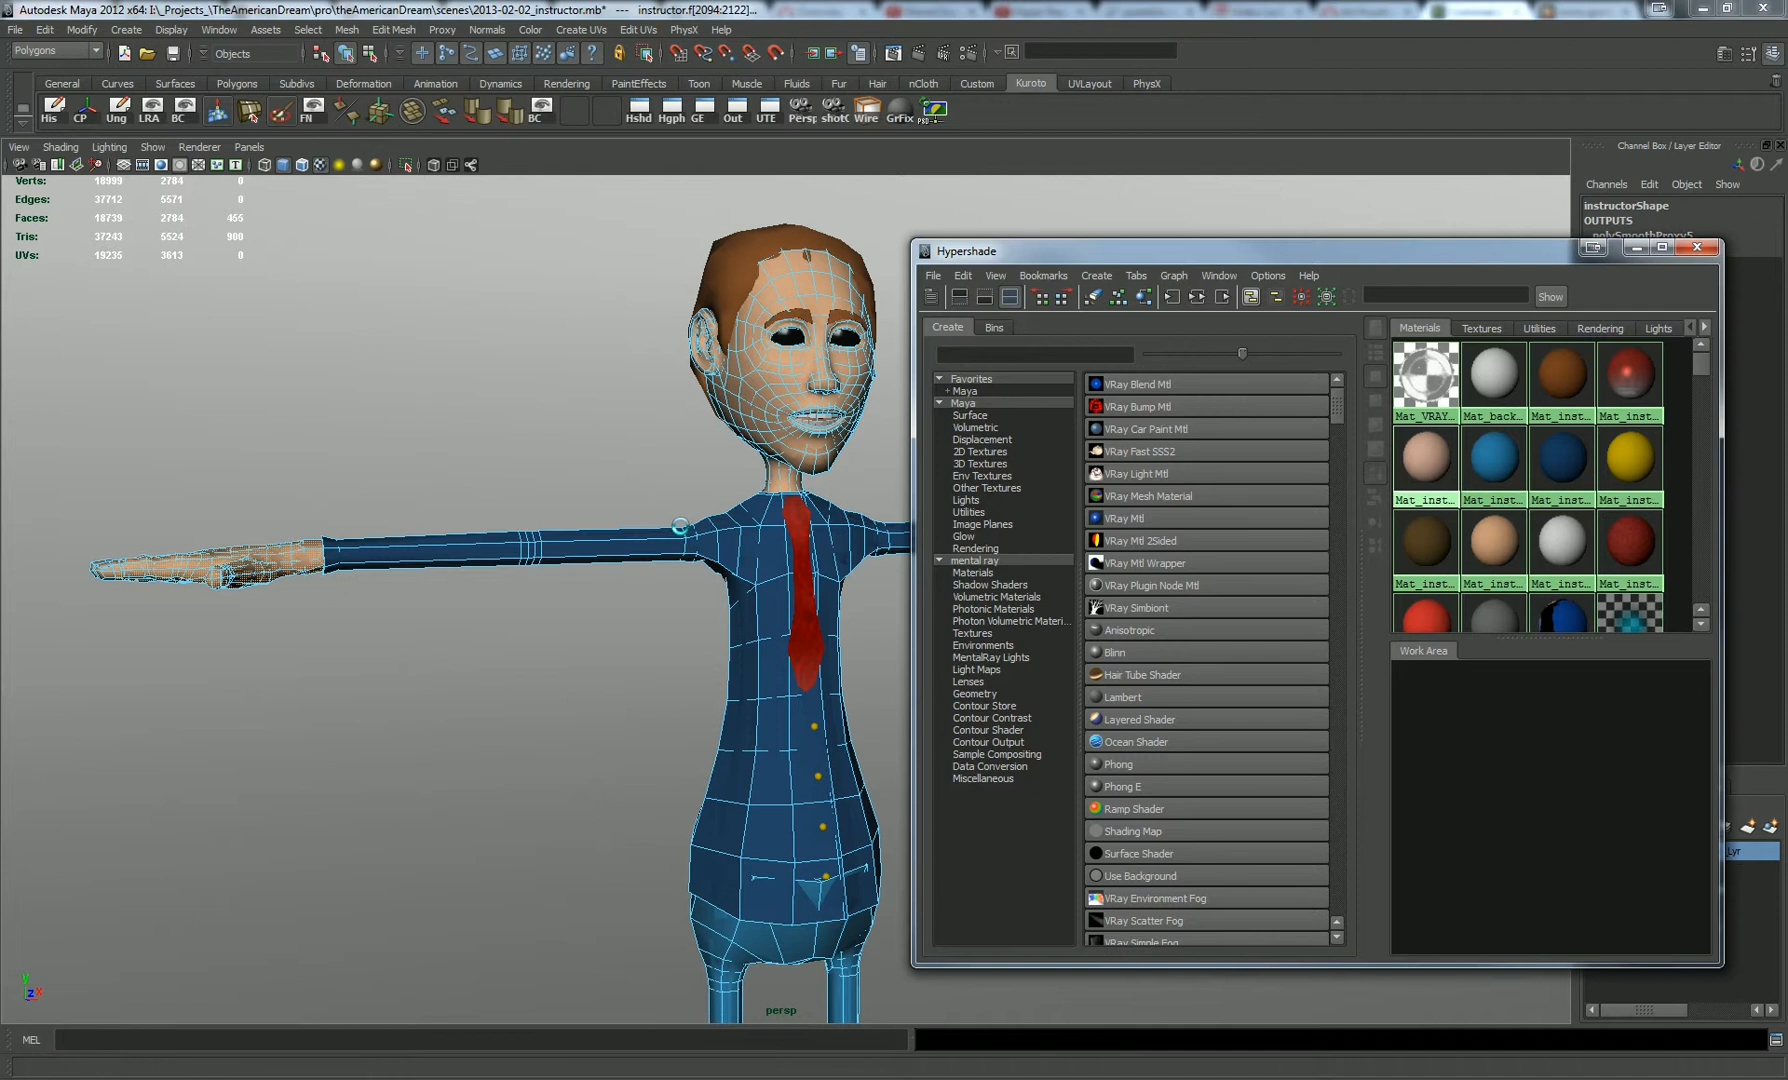 Autodesk Maya 2012 x64: I:\_Projects_\TheAmericanDream\pro\theAmericanDream\scenes\2013-02-02_instructor.mb* --- instructor.f[2094:2122]...
File Edit Modify Create Display Window Assets Select Mesh Edit Mesh Proxy Normals Color Create UVs Edit UVs PhysX Help
Polygons Objects
General Curves Surfaces Polygons Subdivs Deformation Animation Dynamics Rendering PaintEffects Toon Muscle Fluids Fur Hair nCloth Custom Kuroto UVLayout PhysX
His CP Ung LRA BC FN BC Hshd Hgph GE Out UTE Persp shotC Wire GrFix
View Shading Lighting Show Renderer Panels
Channel Box / Layer Editor
Verts: 18999 2784 0
Edges: 37712 5571 0
Faces: 18739 2784 455
Tris: 37243 5524 900
UVs: 19235 3613 0
Channels Edit Object Show
instructorShape
OUTPUTS
polySmoothProxy5
Hypershade
File Edit View Bookmarks Create Tabs Graph Window Options Help
Show
Create Bins
Materials Textures Utilities Rendering Lights
Favorites
+ Maya
Maya
Surface
Volumetric
Displacement
2D Textures
3D Textures
Env Textures
Other Textures
Lights
Utilities
Image Planes
Glow
Rendering
mental ray
Materials
Shadow Shaders
Volumetric Materials
Photonic Materials
Photon Volumetric Materi...
Textures
Environments
MentalRay Lights
Light Maps
Lenses
Geometry
Contour Store
Contour Contrast
Contour Shader
Contour Output
Sample Compositing
Data Conversion
Miscellaneous
VRay Blend Mtl
VRay Bump Mtl
VRay Car Paint Mtl
VRay Fast SSS2
VRay Light Mtl
VRay Mesh Material
VRay Mtl
VRay Mtl 2Sided
VRay Mtl Wrapper
VRay Plugin Node Mtl
VRay Simbiont
Anisotropic
Blinn
Hair Tube Shader
Lambert
Layered Shader
Ocean Shader
Phong
Phong E
Ramp Shader
Shading Map
Surface Shader
Use Background
VRay Environment Fog
VRay Scatter Fog
VRay Simple Fog
Mat_VRAY... Mat_back... Mat_inst... Mat_inst...
Mat_inst... Mat_inst... Mat_inst... Mat_inst...
Mat_inst... Mat_inst... Mat_inst... Mat_inst...
Work Area
Lyr
persp
MEL